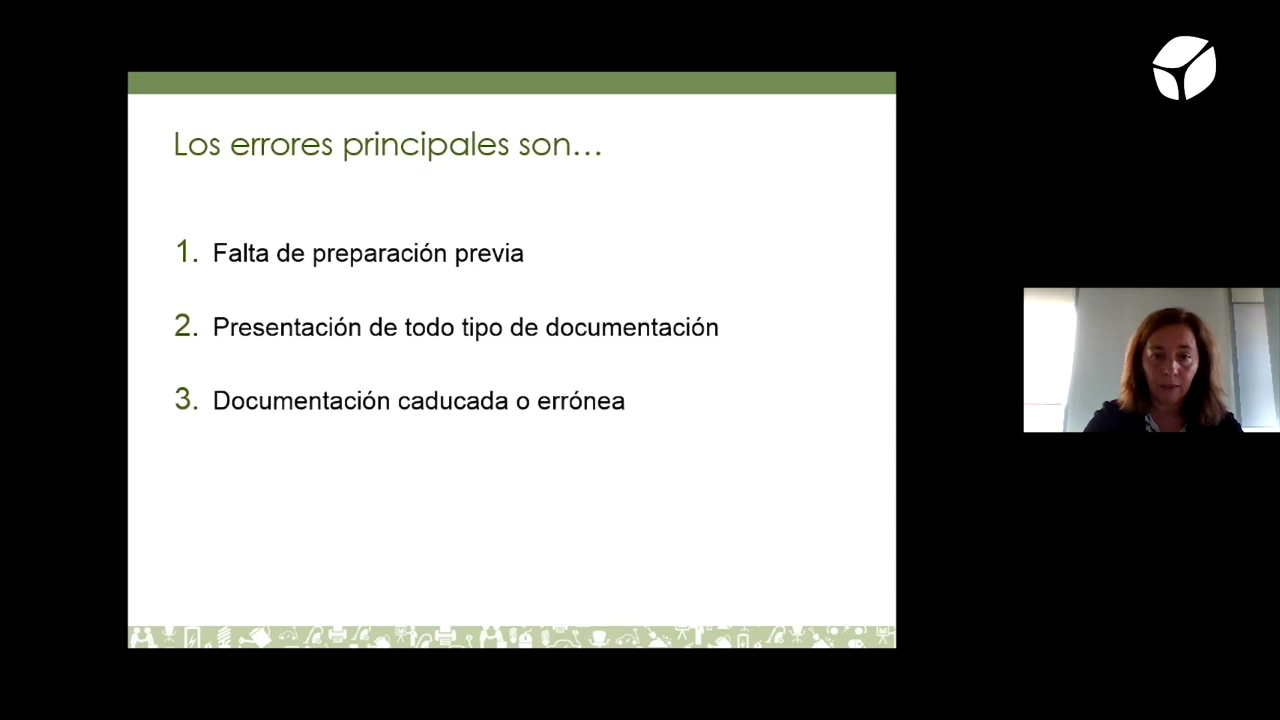 Los errores principales son...
1. Falta de preparación previa
2. Presentación de todo tipo de documentación
3. Documentación caducada o errónea